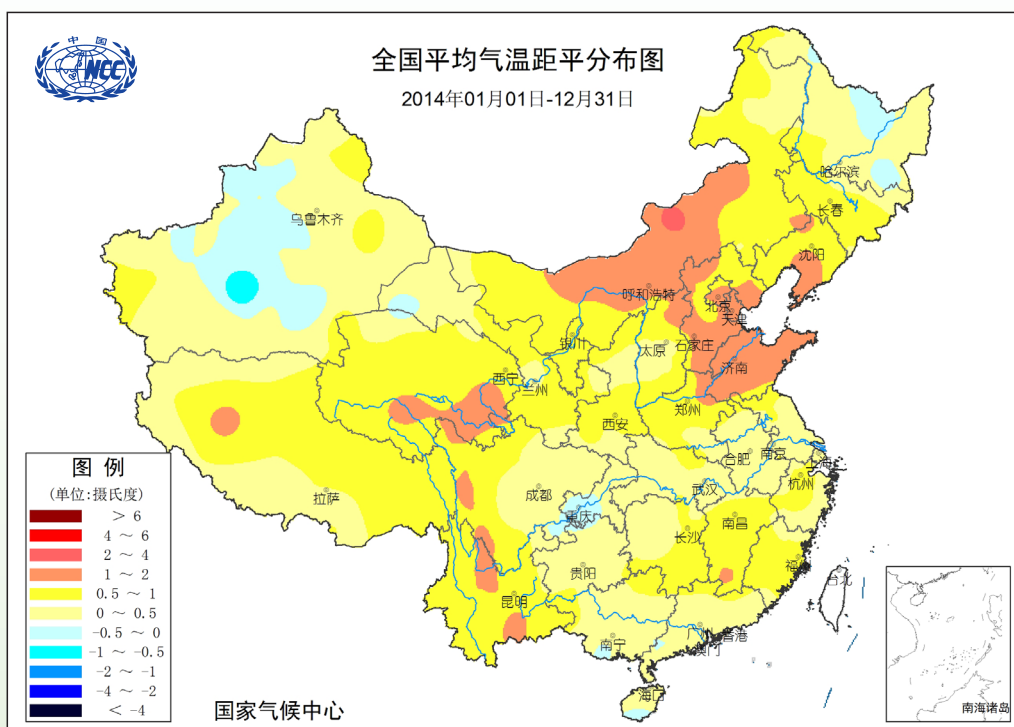 中国
NCC
全国平均气温距平分布图
2014年01月01日-12月31日
哈尔滨
乌鲁木齐
长春
沈阳
呼和浩特
北京
天津
银川
太原
石家庄
济南
西宁
兰州
郑州
西安
合肥
南京
上海
拉萨
成都
武汉
杭州
重庆
南昌
长沙
贵阳
福州
台北
昆明
广州
香港
南宁
澳门
海口
图 例
(单位:摄氏度)
> 6
4 ~ 6
2 ~ 4
1 ~ 2
0.5 ~ 1
0 ~ 0.5
-0.5 ~ 0
-1 ~ -0.5
-2 ~ -1
-4 ~ -2
< -4
国家气候中心
南海诸岛